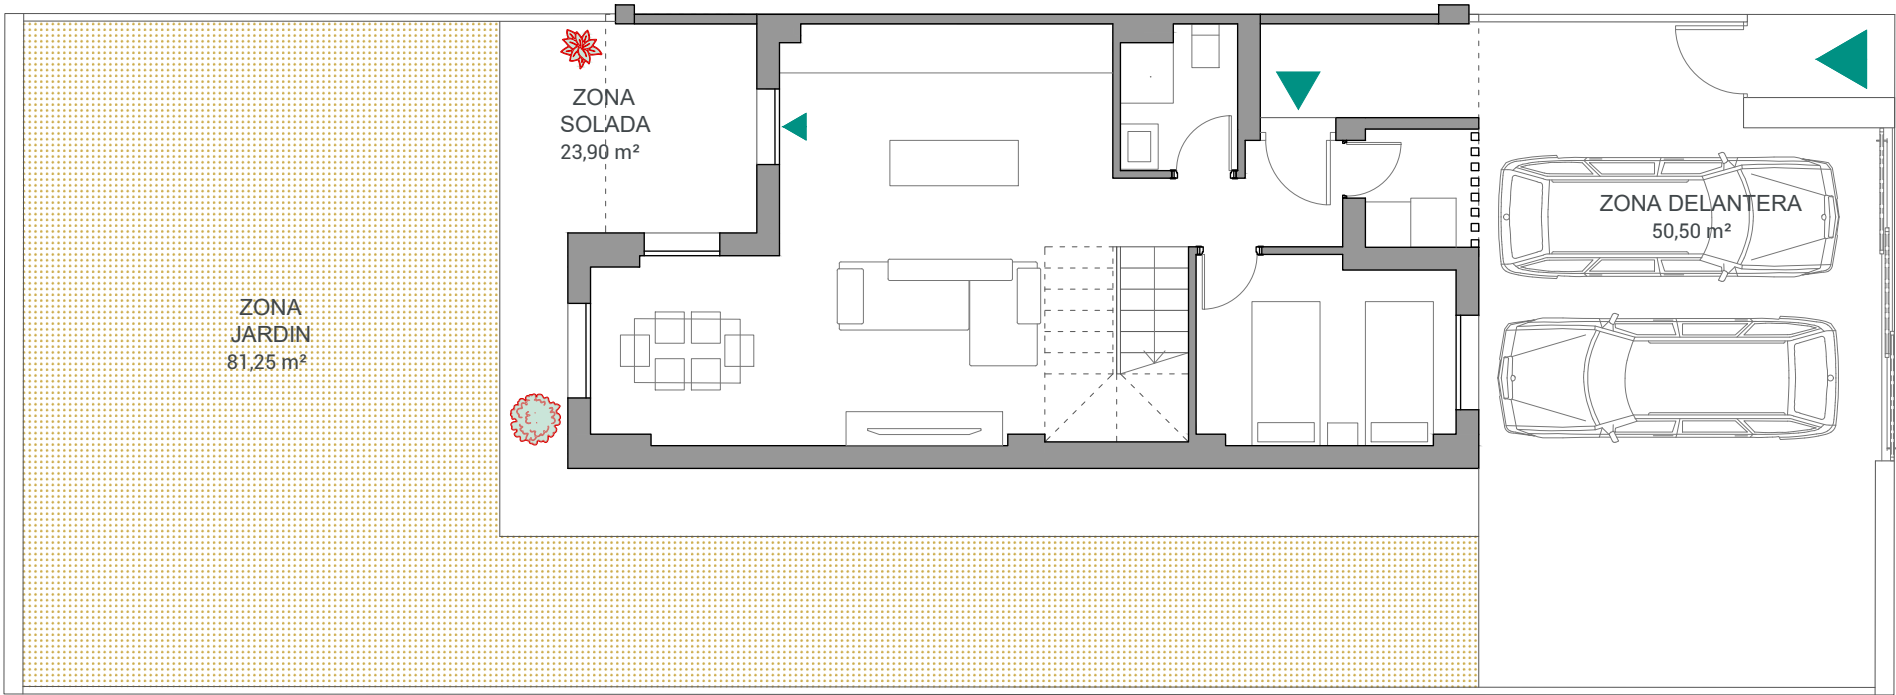 ZONA
SOLADA
23,90 m²
ZONA DELANTERA
50,50 m²
ZONA
JARDIN
81,25 m²